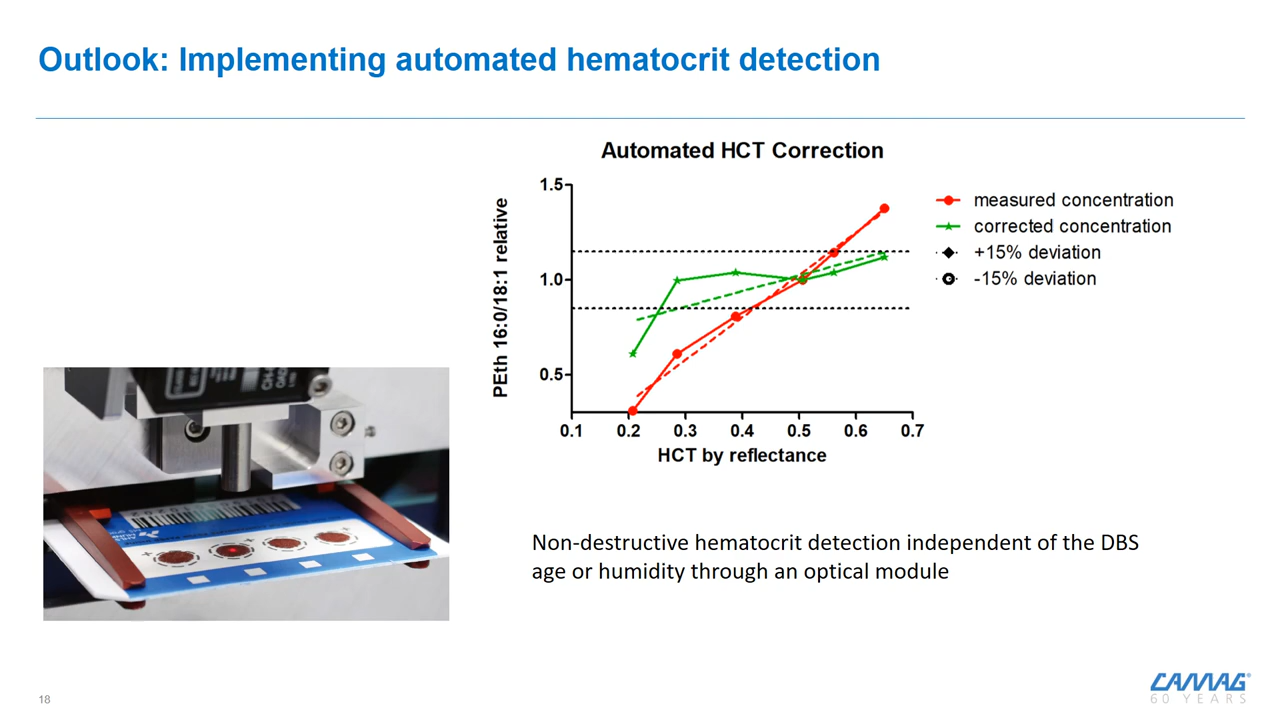 Outlook: Implementing automated hematocrit detection
Automated HCT Correction
PEth 16:0/18:1 relative
1.5
1.0
0.5
0.1 0.2 0.3 0.4 0.5 0.6 0.7
HCT by reflectance
measured concentration
corrected concentration
+15% deviation
-15% deviation
Non-destructive hematocrit detection independent of the DBS
age or humidity through an optical module
18
CAMAG®
60 YEARS